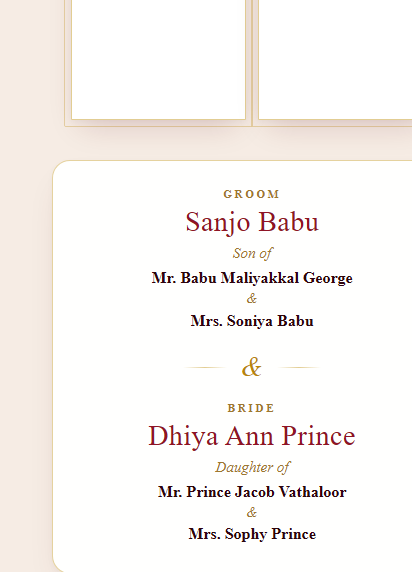 GROOM
Sanjo Babu
Son of
Mr. Babu Maliyakkal George
&
Mrs. Soniya Babu
&
BRIDE
Dhiya Ann Prince
Daughter of
Mr. Prince Jacob Vathaloor
&
Mrs. Sophy Prince